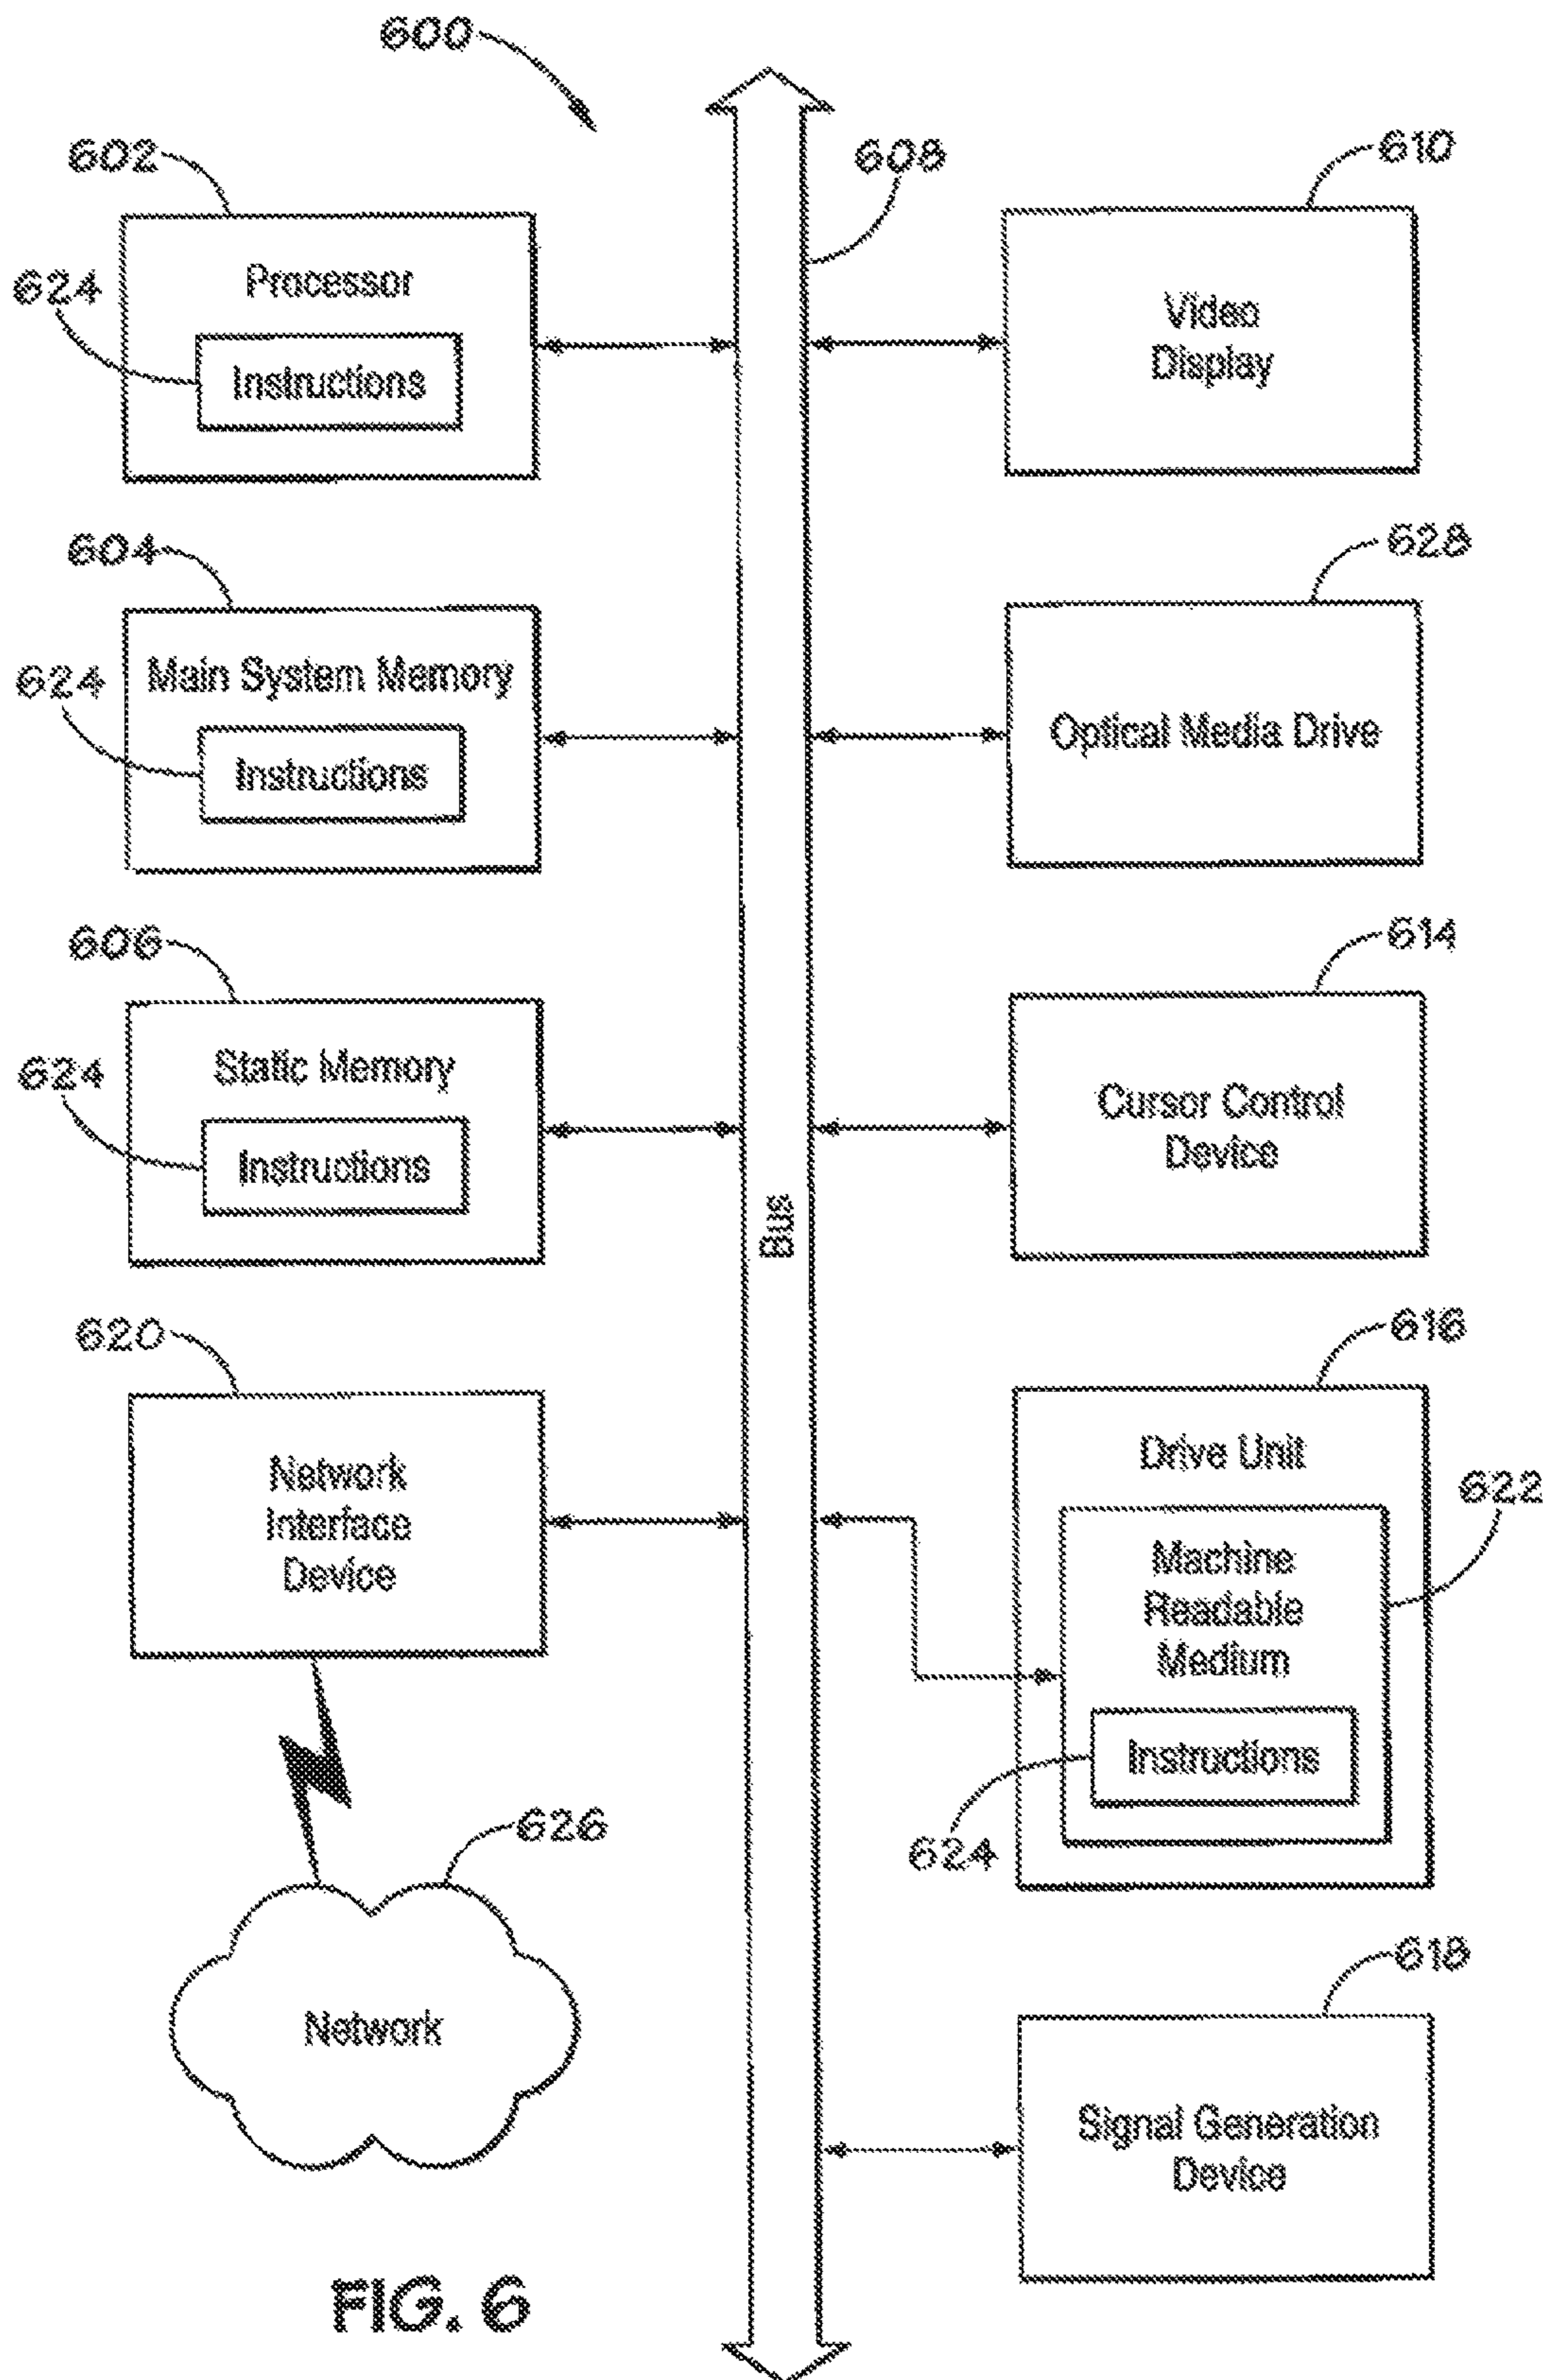 600
602
608
610
Processor
624
Instructions
Video
Display
604
628
Main System Memory
624
Instructions
Optical Media Drive
606
614
Static Memory
624
Instructions
Cursor Control
Device
Bus
620
616
Network
Interface
Device
Drive Unit
622
Machine
Readable
Medium
Instructions
624
626
Network
618
Signal Generation
Device
FIG. 6